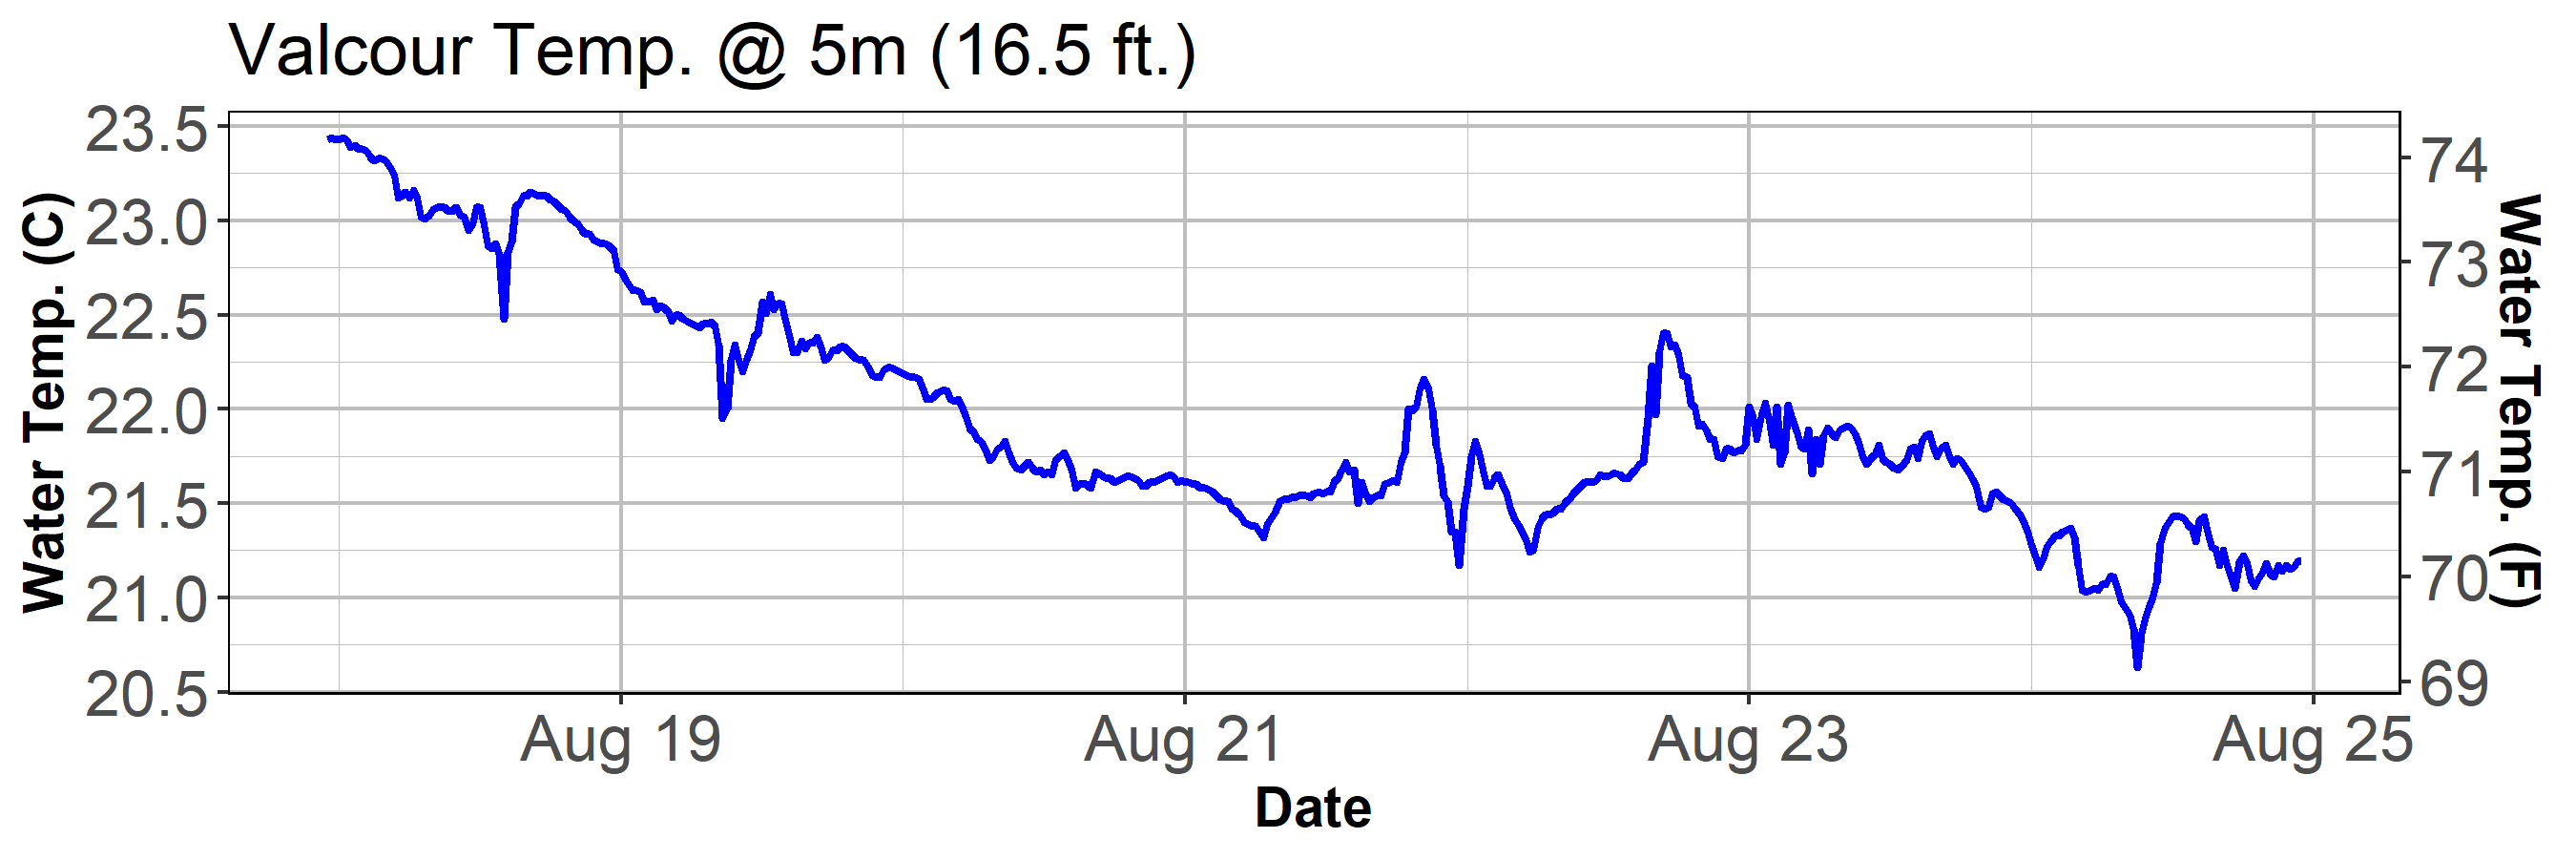 Valcour Temp. @ 5m (16.5 ft.)
Water Temp. (C)
23.5
23.0
22.5
22.0
21.5
21.0
20.5
74
73
72
71
70
69
Water Temp. (F)
Aug 19 Aug 21 Aug 23 Aug 25
Date